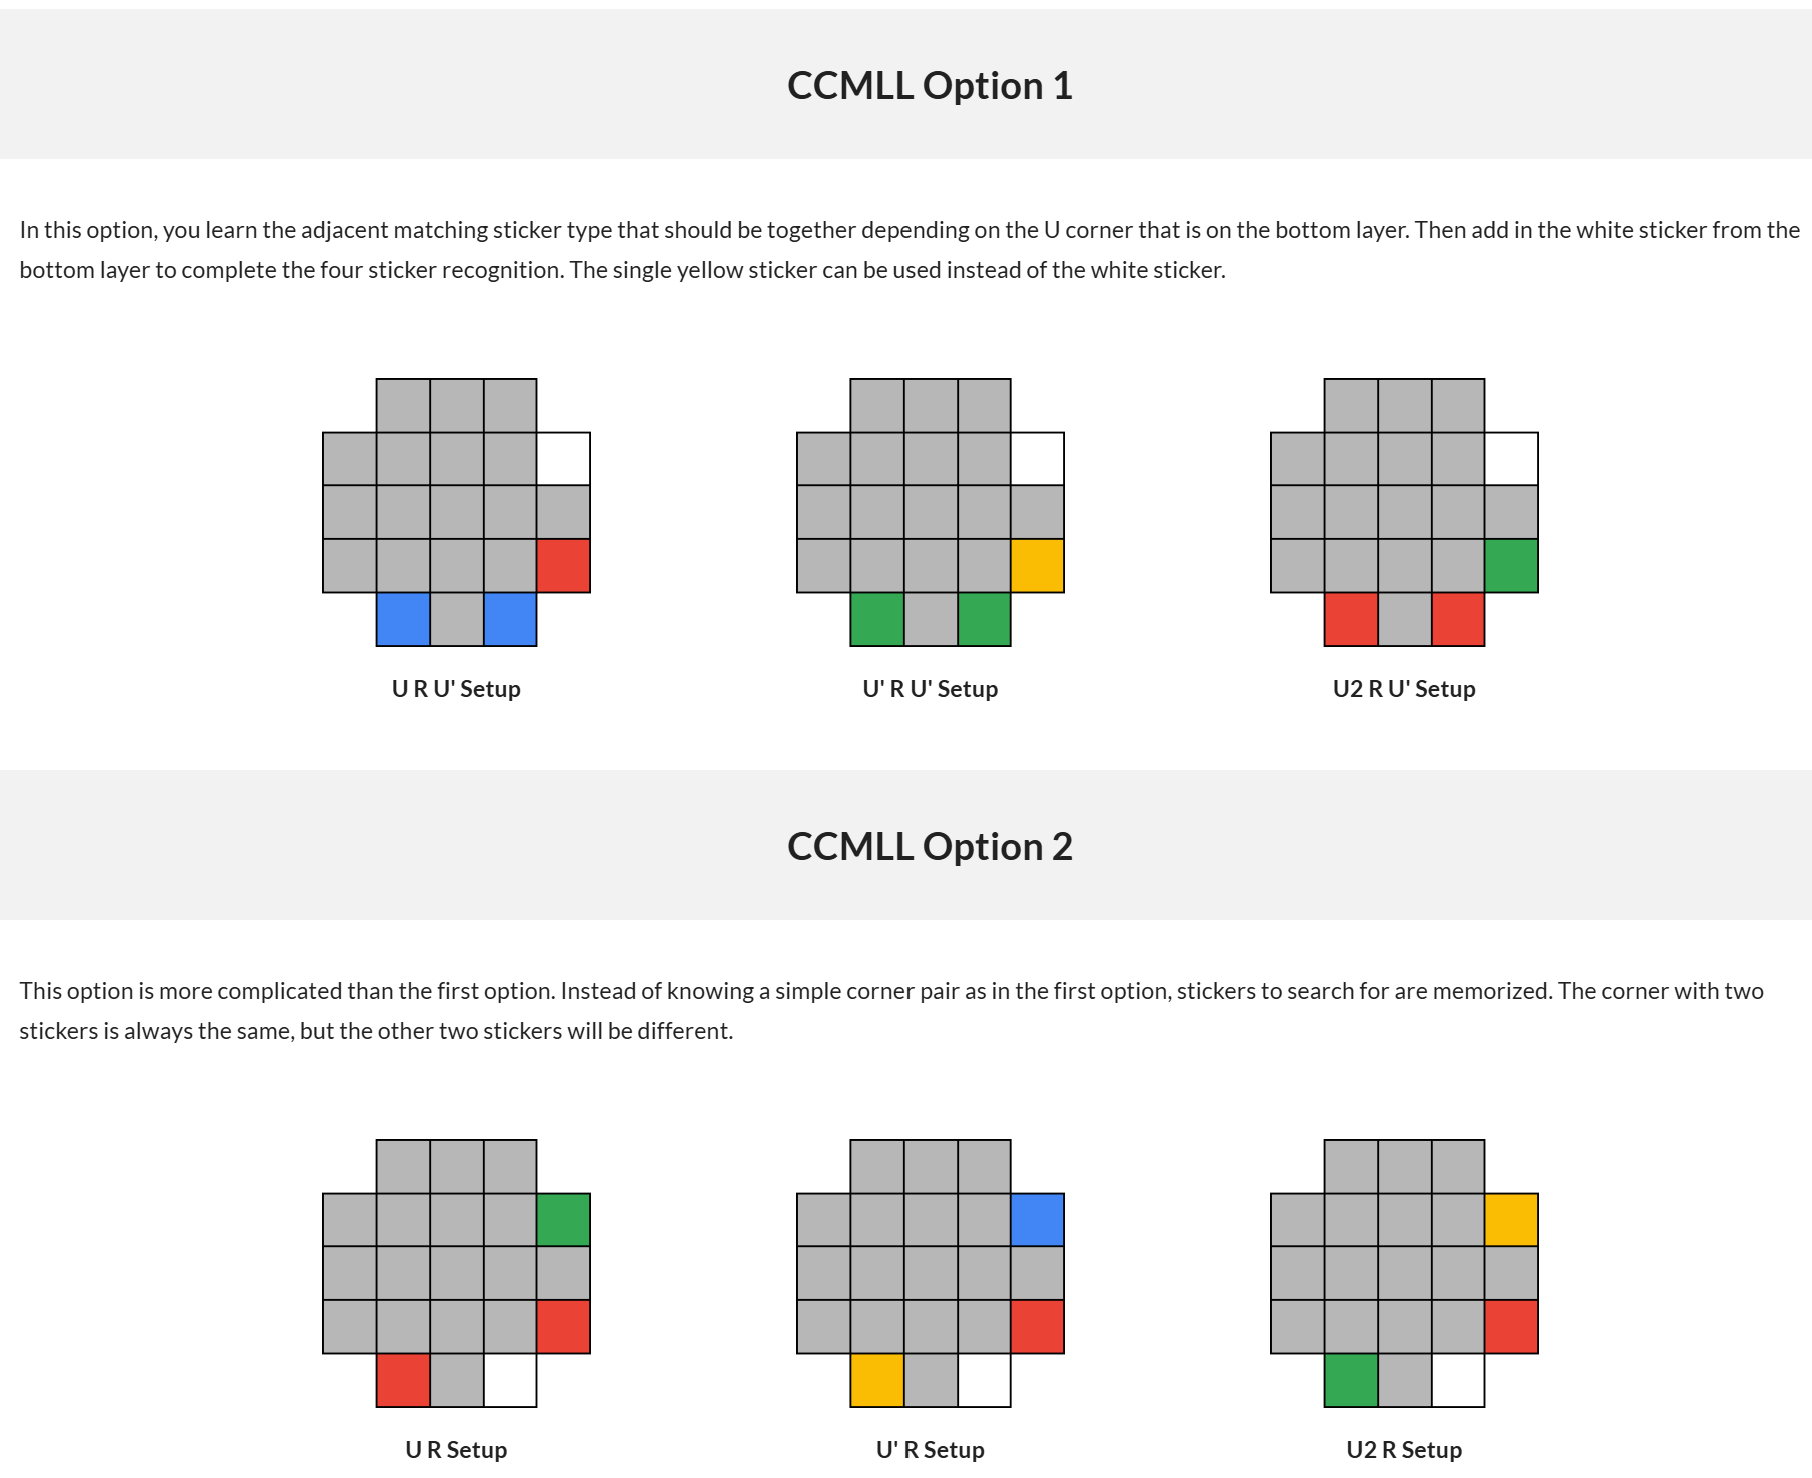 CCMLL Option 1
In this option, you learn the adjacent matching sticker type that should be together depending on the U corner that is on the bottom layer. Then add in the white sticker from the
bottom layer to complete the four sticker recognition. The single yellow sticker can be used instead of the white sticker.
U R U' Setup
U' R U' Setup
U2 R U' Setup
CCMLL Option 2
This option is more complicated than the first option. Instead of knowing a simple corner pair as in the first option, stickers to search for are memorized. The corner with two
stickers is always the same, but the other two stickers will be different.
U R Setup
U' R Setup
U2 R Setup